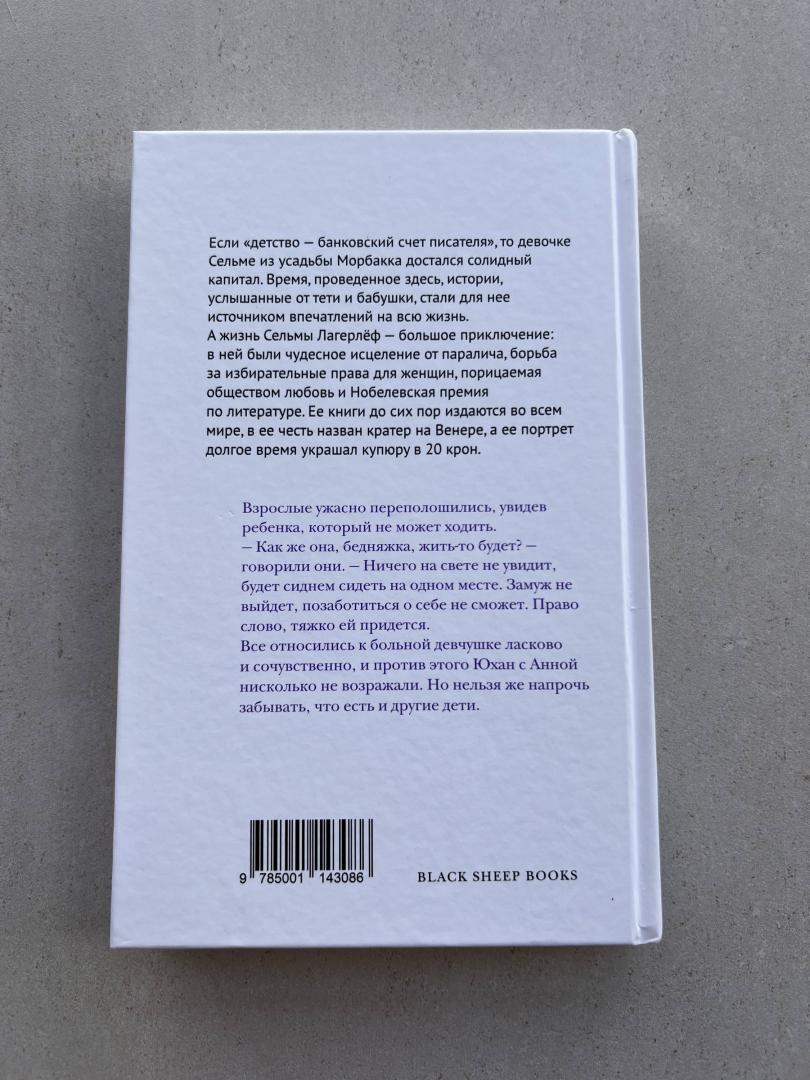 Если «детство — банковский счет писателя», то девочке
Сельме из усадьбы Морбакка достался солидный
капитал. Время, проведенное здесь, истории,
услышанные от тети и бабушки, стали для нее
источником впечатлений на всю жизнь.
А жизнь Сельмы Лагерлёф — большое приключение:
в ней были чудесное исцеление от паралича, борьба
за избирательные права для женщин, порицаемая
обществом любовь и Нобелевская премия
по литературе. Ее книги до сих пор издаются во всем
мире, в ее честь назван кратер на Венере, а ее портрет
долгое время украшал купюру в 20 крон.
Взрослые ужасно переполошились, увидев
ребенка, который не может ходить.
— Как же она, бедняжка, жить-то будет? —
говорили они. — Ничего на свете не увидит,
будет сиднем сидеть на одном месте. Замуж не
выйдет, позаботиться о себе не сможет. Право
слово, тяжко ей придется.
Все относились к больной девчушке ласково
и сочувственно, и против этого Юхан с Анной
нисколько не возражали. Но нельзя же напрочь
забывать, что есть и другие дети.
9 785001 143086
BLACK SHEEP BOOKS